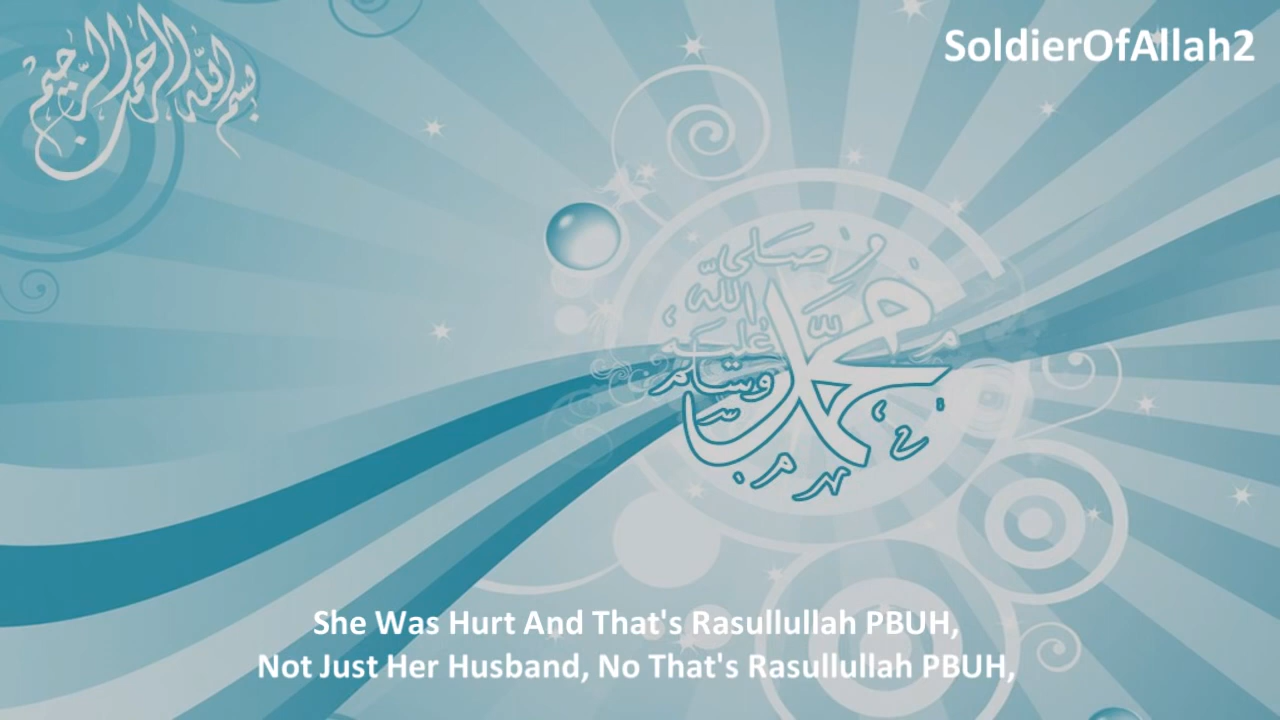 بسم الله الرحمن الرحيم
SoldierOfAllah2
محمد
صلى
الله
عليه
وسلم
She Was Hurt And That's Rasullullah PBUH,
Not Just Her Husband, No That's Rasullullah PBUH,